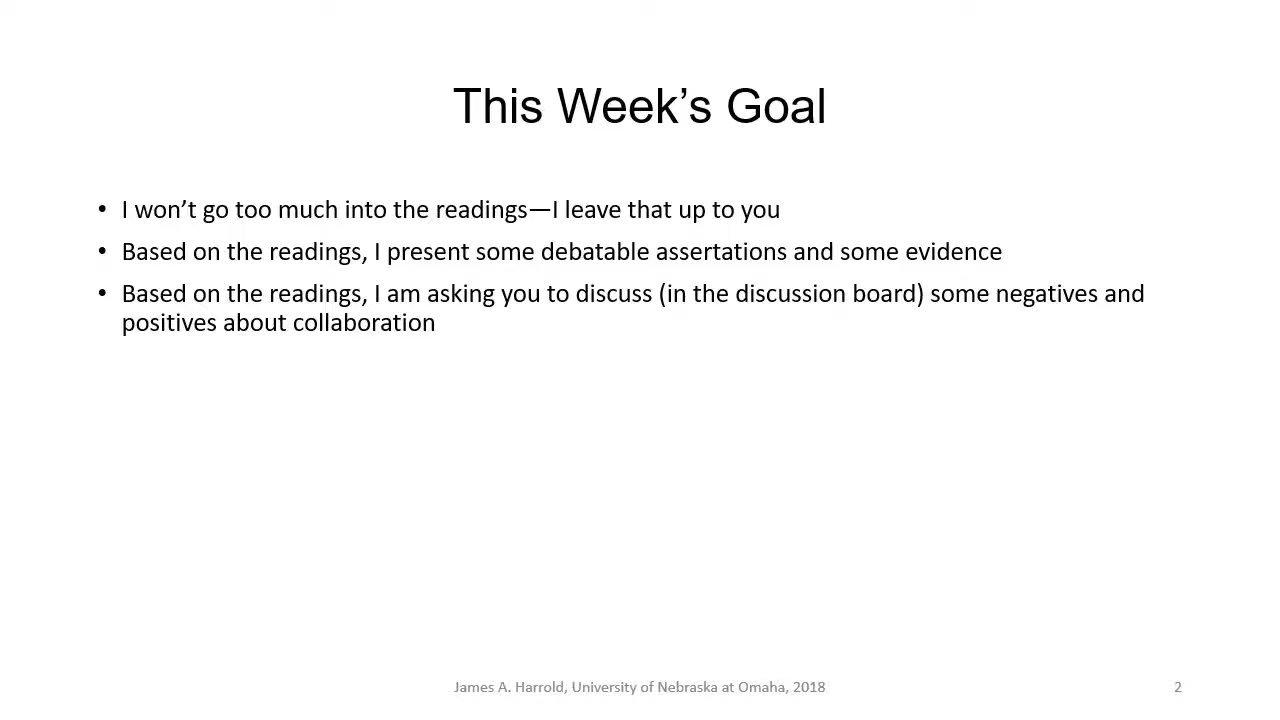 This Week’s Goal
• I won’t go too much into the readings—I leave that up to you
• Based on the readings, I present some debatable assertations and some evidence
• Based on the readings, I am asking you to discuss (in the discussion board) some negatives and
positives about collaboration
James A. Harrold, University of Nebraska at Omaha, 2018
2